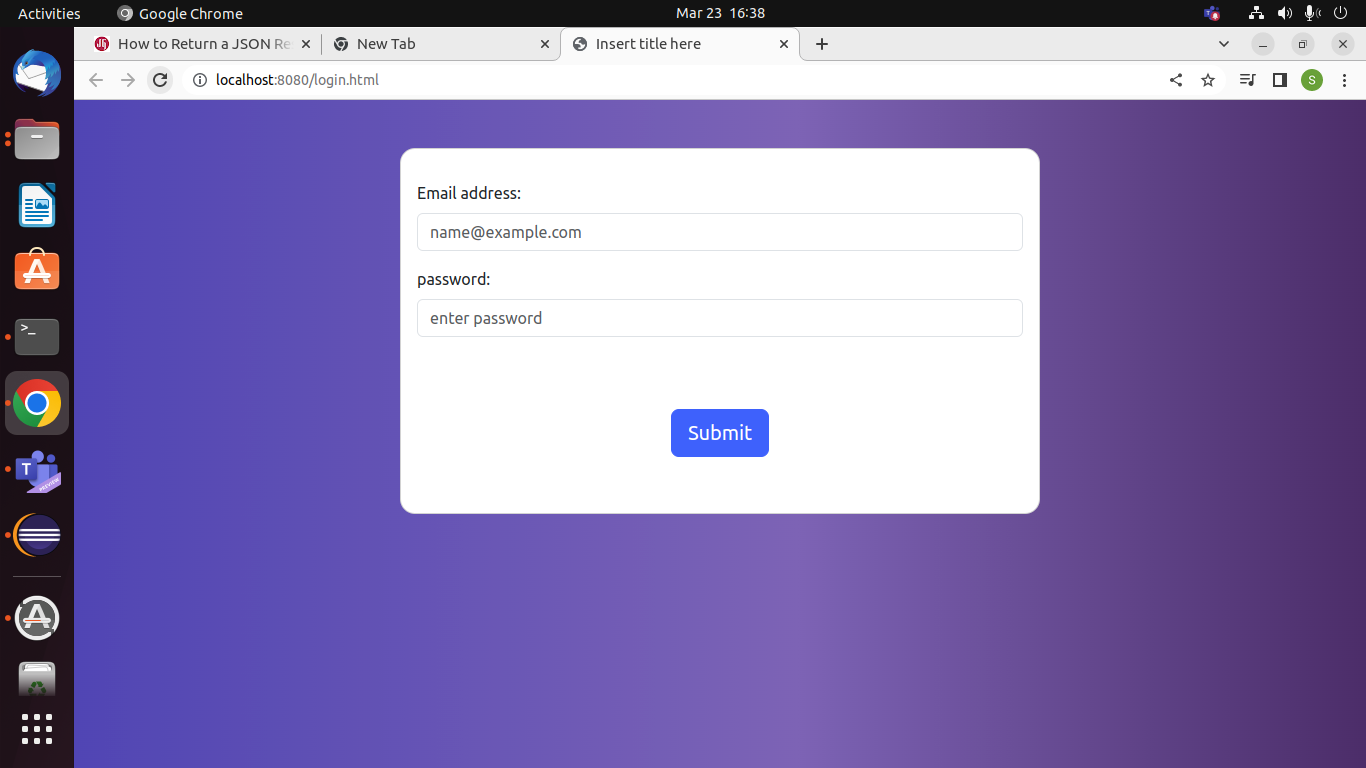 Activities Google Chrome Mar 23 16:38
How to Return a JSON Re New Tab Insert title here
localhost:8080/login.html S
Email address:
name@example.com
password:
enter password
Submit
>_
T
PREVIEW